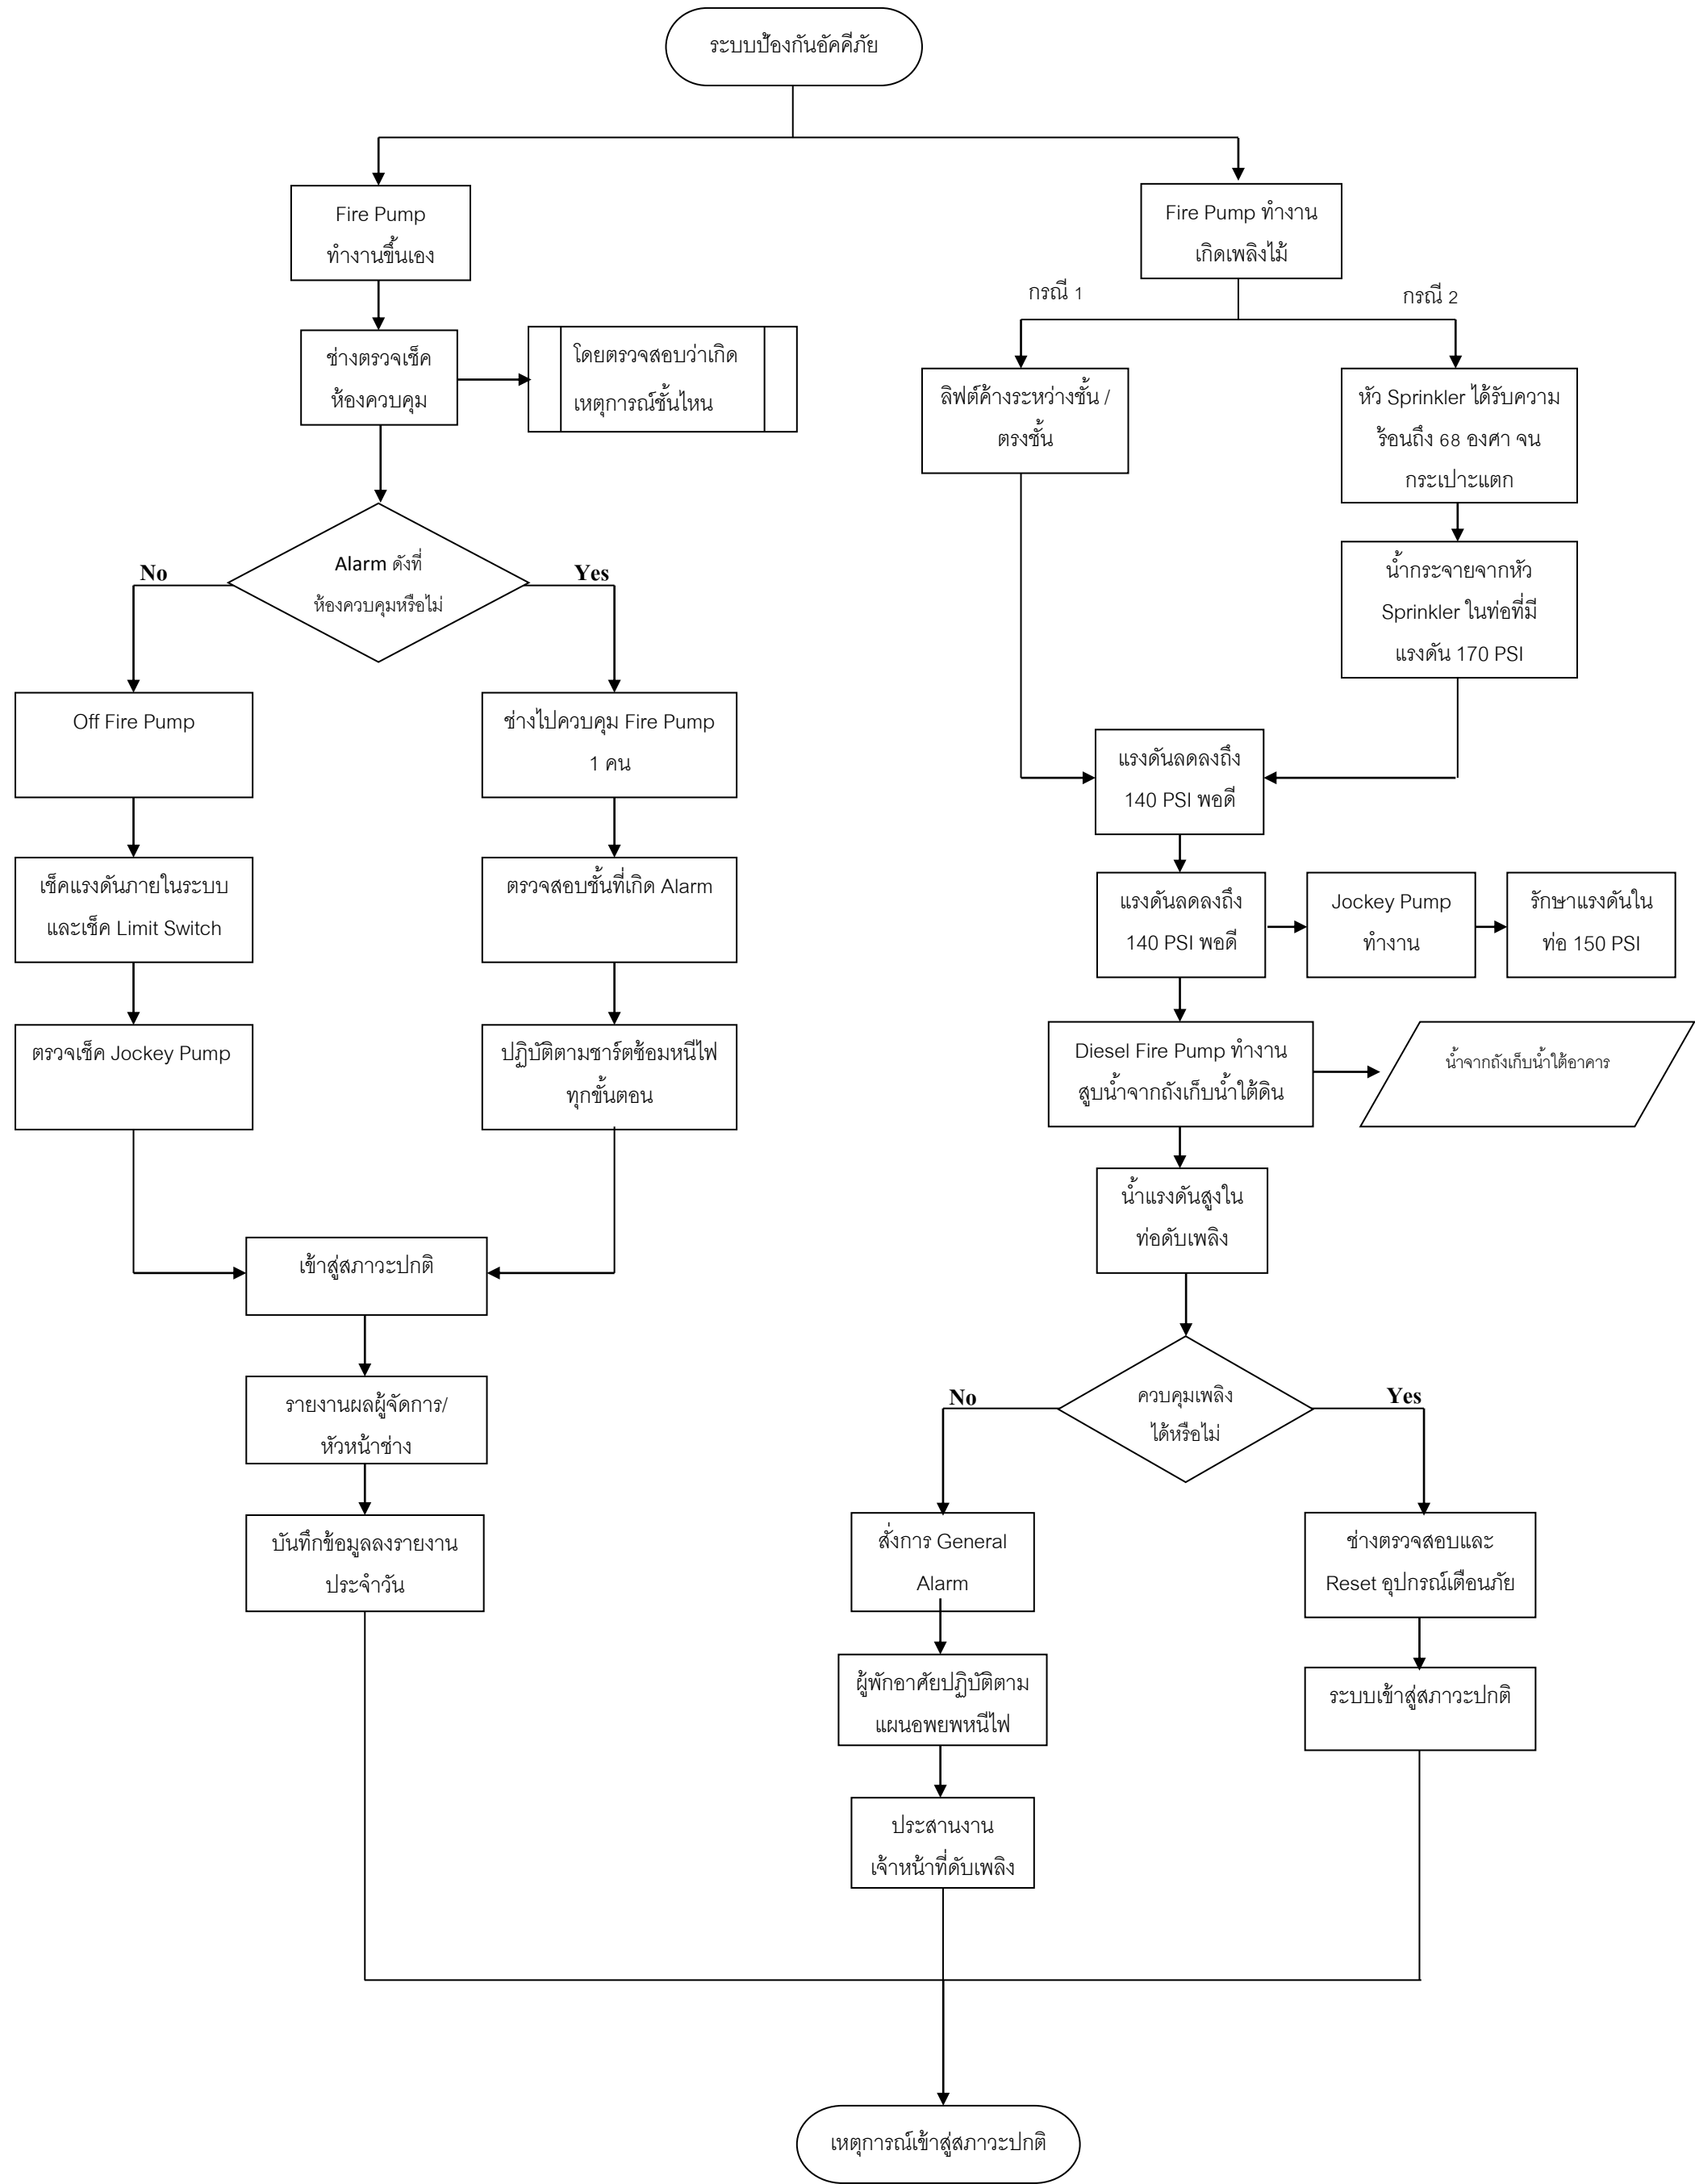 ระบบป้องกันอัคคีภัย
Fire Pump
ทำงานขึ้นเอง
ช่างตรวจเช็ค
ห้องควบคุม
โดยตรวจสอบว่าเกิด
เหตุการณ์ชั้นไหน
Alarm ดังที่
ห้องควบคุมหรือไม่
No
Yes
Off Fire Pump
เช็คแรงดันภายในระบบ
และเช็ค Limit Switch
ตรวจเช็ค Jockey Pump
ช่างไปควบคุม Fire Pump
1 คน
ตรวจสอบชั้นที่เกิด Alarm
ปฏิบัติตามชาร์ตซ้อมหนีไฟ
ทุกขั้นตอน
เข้าสู่สภาวะปกติ
รายงานผลผู้จัดการ/
หัวหน้าช่าง
บันทึกข้อมูลลงรายงาน
ประจำวัน
Fire Pump ทำงาน
เกิดเพลิงไม้
กรณี 1
กรณี 2
ลิฟต์ค้างระหว่างชั้น /
ตรงชั้น
หัว Sprinkler ได้รับความ
ร้อนถึง 68 องศา จน
กระเปาะแตก
น้ำกระจายจากหัว
Sprinkler ในท่อที่มี
แรงดัน 170 PSI
แรงดันลดลงถึง
140 PSI พอดี
แรงดันลดลงถึง
140 PSI พอดี
Jockey Pump
ทำงาน
รักษาแรงดันใน
ท่อ 150 PSI
Diesel Fire Pump ทำงาน
สูบน้ำจากถังเก็บน้ำใต้ดิน
น้ำจากถังเก็บน้ำใต้อาคาร
น้ำแรงดันสูงใน
ท่อดับเพลิง
ควบคุมเพลิง
ได้หรือไม่
No
Yes
สั่งการ General
Alarm
ผู้พักอาศัยปฏิบัติตาม
แผนอพยพหนีไฟ
ประสานงาน
เจ้าหน้าที่ดับเพลิง
ช่างตรวจสอบและ
Reset อุปกรณ์เตือนภัย
ระบบเข้าสู่สภาวะปกติ
เหตุการณ์เข้าสู่สภาวะปกติ